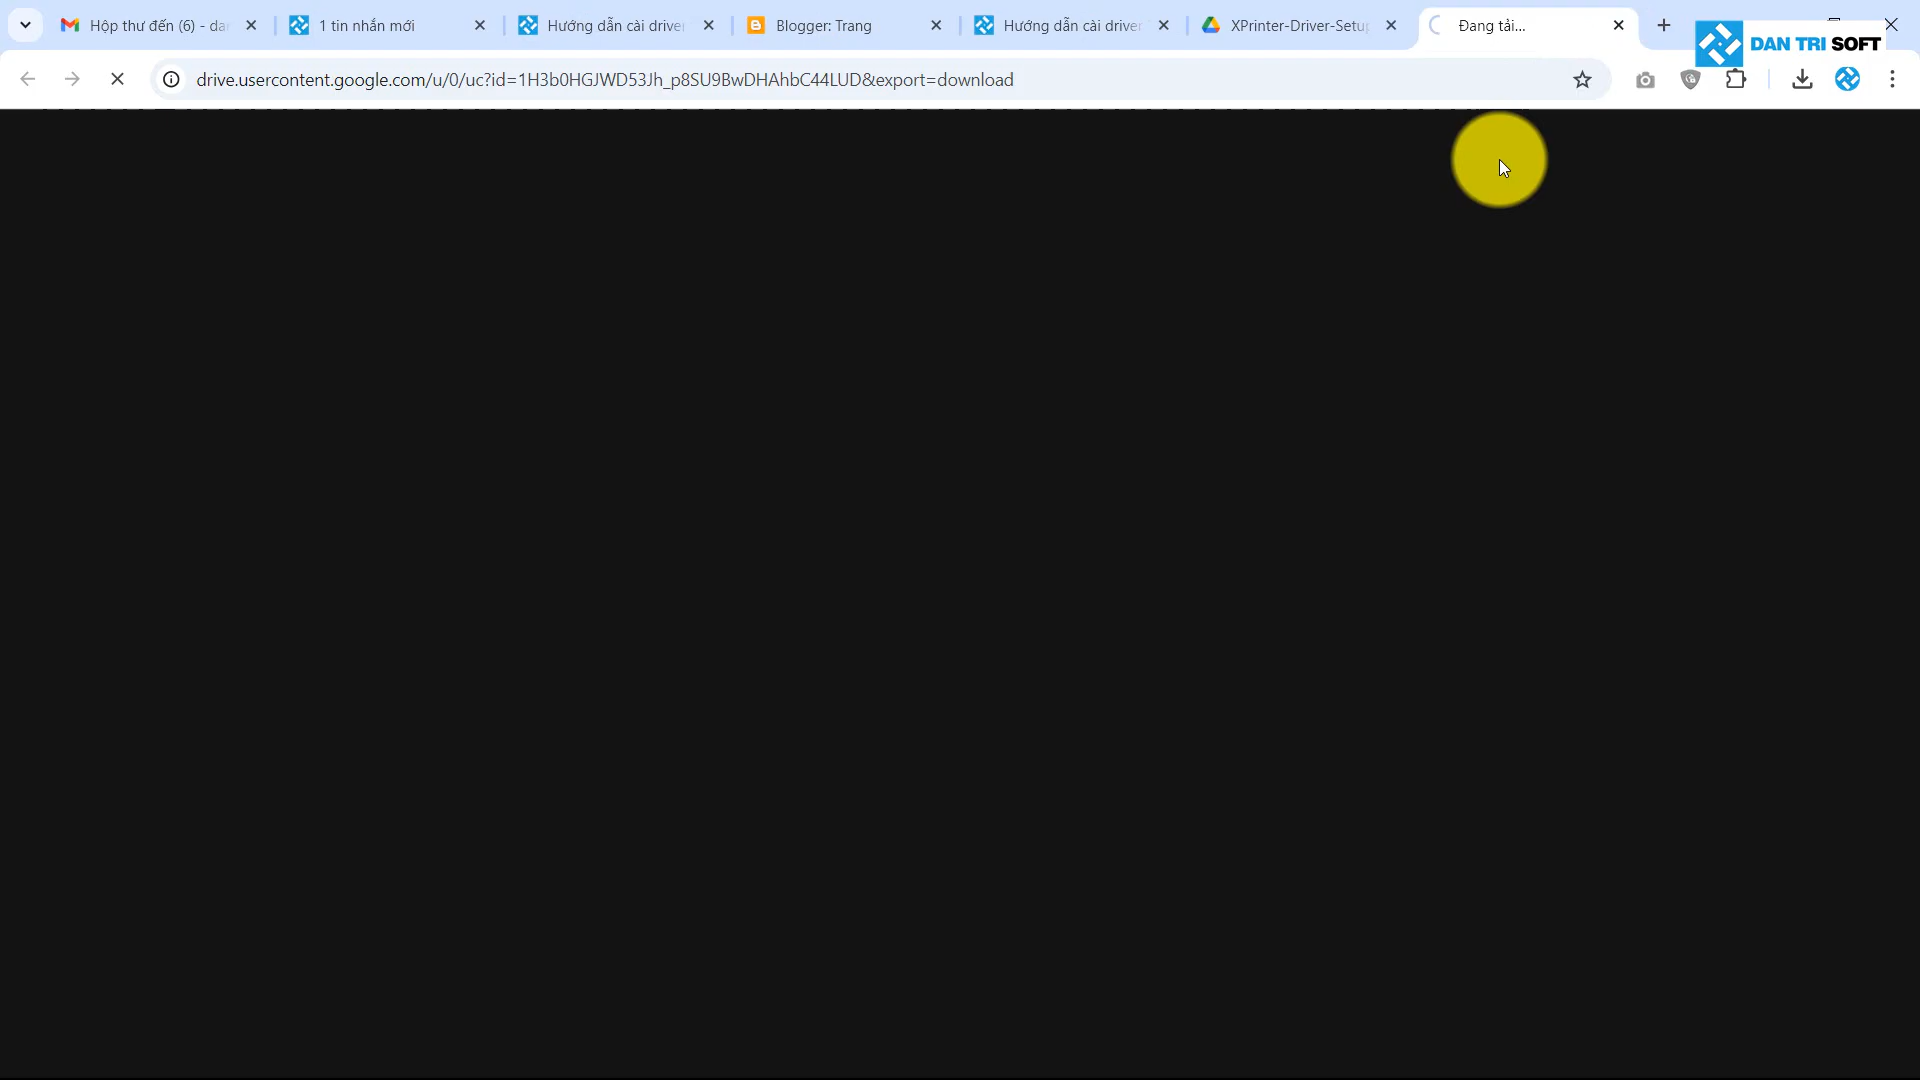 Hộp thư đến (6) - dan
1 tin nhắn mới
Hướng dẫn cài driver
Blogger: Trang
Hướng dẫn cài driver
XPrinter-Driver-Setup
Đang tải...
DAN TRI SOFT
drive.usercontent.google.com/u/0/uc?id=1H3b0HGJWD53Jh_p8SU9BwDHAhbC44LUD&export=download